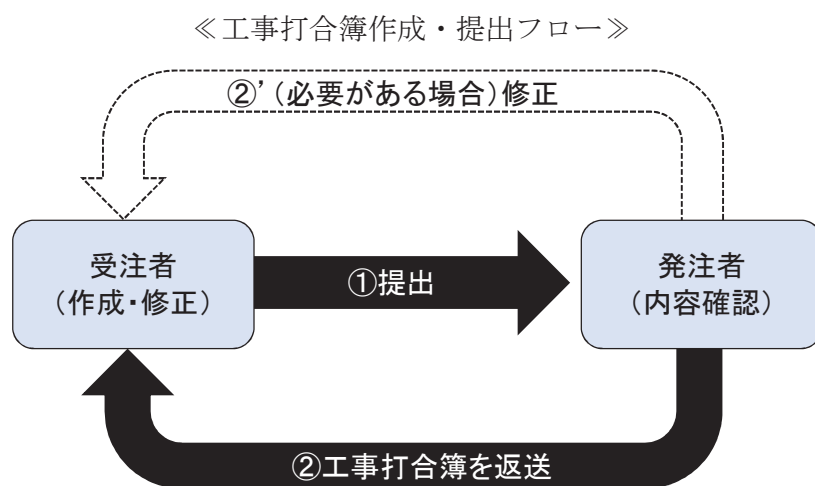 ≪工事打合簿作成・提出フロー≫
②’(必要がある場合)修正
受注者
(作成・修正)
①提出
発注者
(内容確認)
②工事打合簿を返送